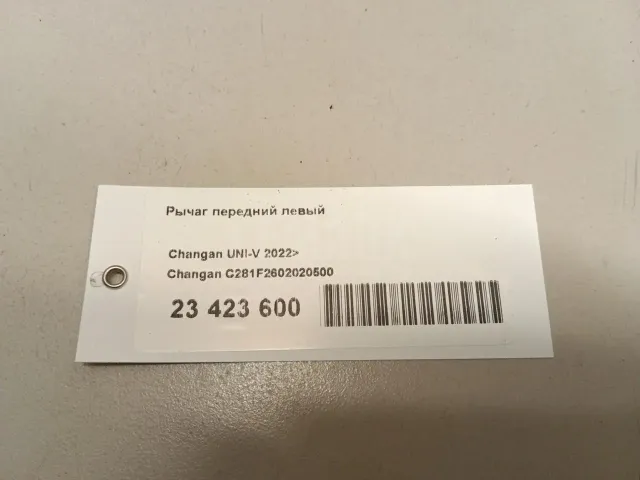 Рычаг передний левый
Changan UNI-V 2022>
Changan C281F2602020500
23 423 600